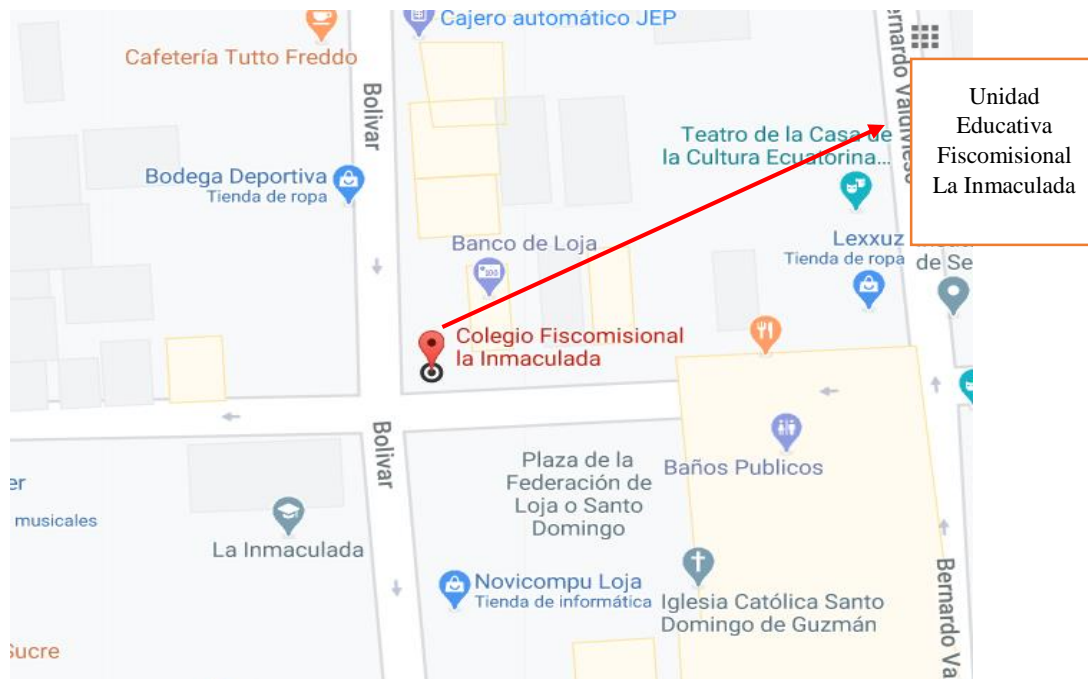 Cajero automático JEP
Cafetería Tutto Freddo
Bolivar
Bernardo Valdivieso
Unidad
Educativa
Fiscomisional
La Inmaculada
Teatro de la Casa de
la Cultura Ecuatorina...
Bodega Deportiva
Tienda de ropa
Banco de Loja
Lexxuz
Tienda de ropa
de Se
Colegio Fiscomisional
la Inmaculada
Bolivar
Plaza de la
Federación de
Loja o Santo
Domingo
Baños Publicos
er
musicales
La Inmaculada
Novicompu Loja
Tienda de informática
Iglesia Católica Santo
Domingo de Guzmán
Bernardo Va
Sucre